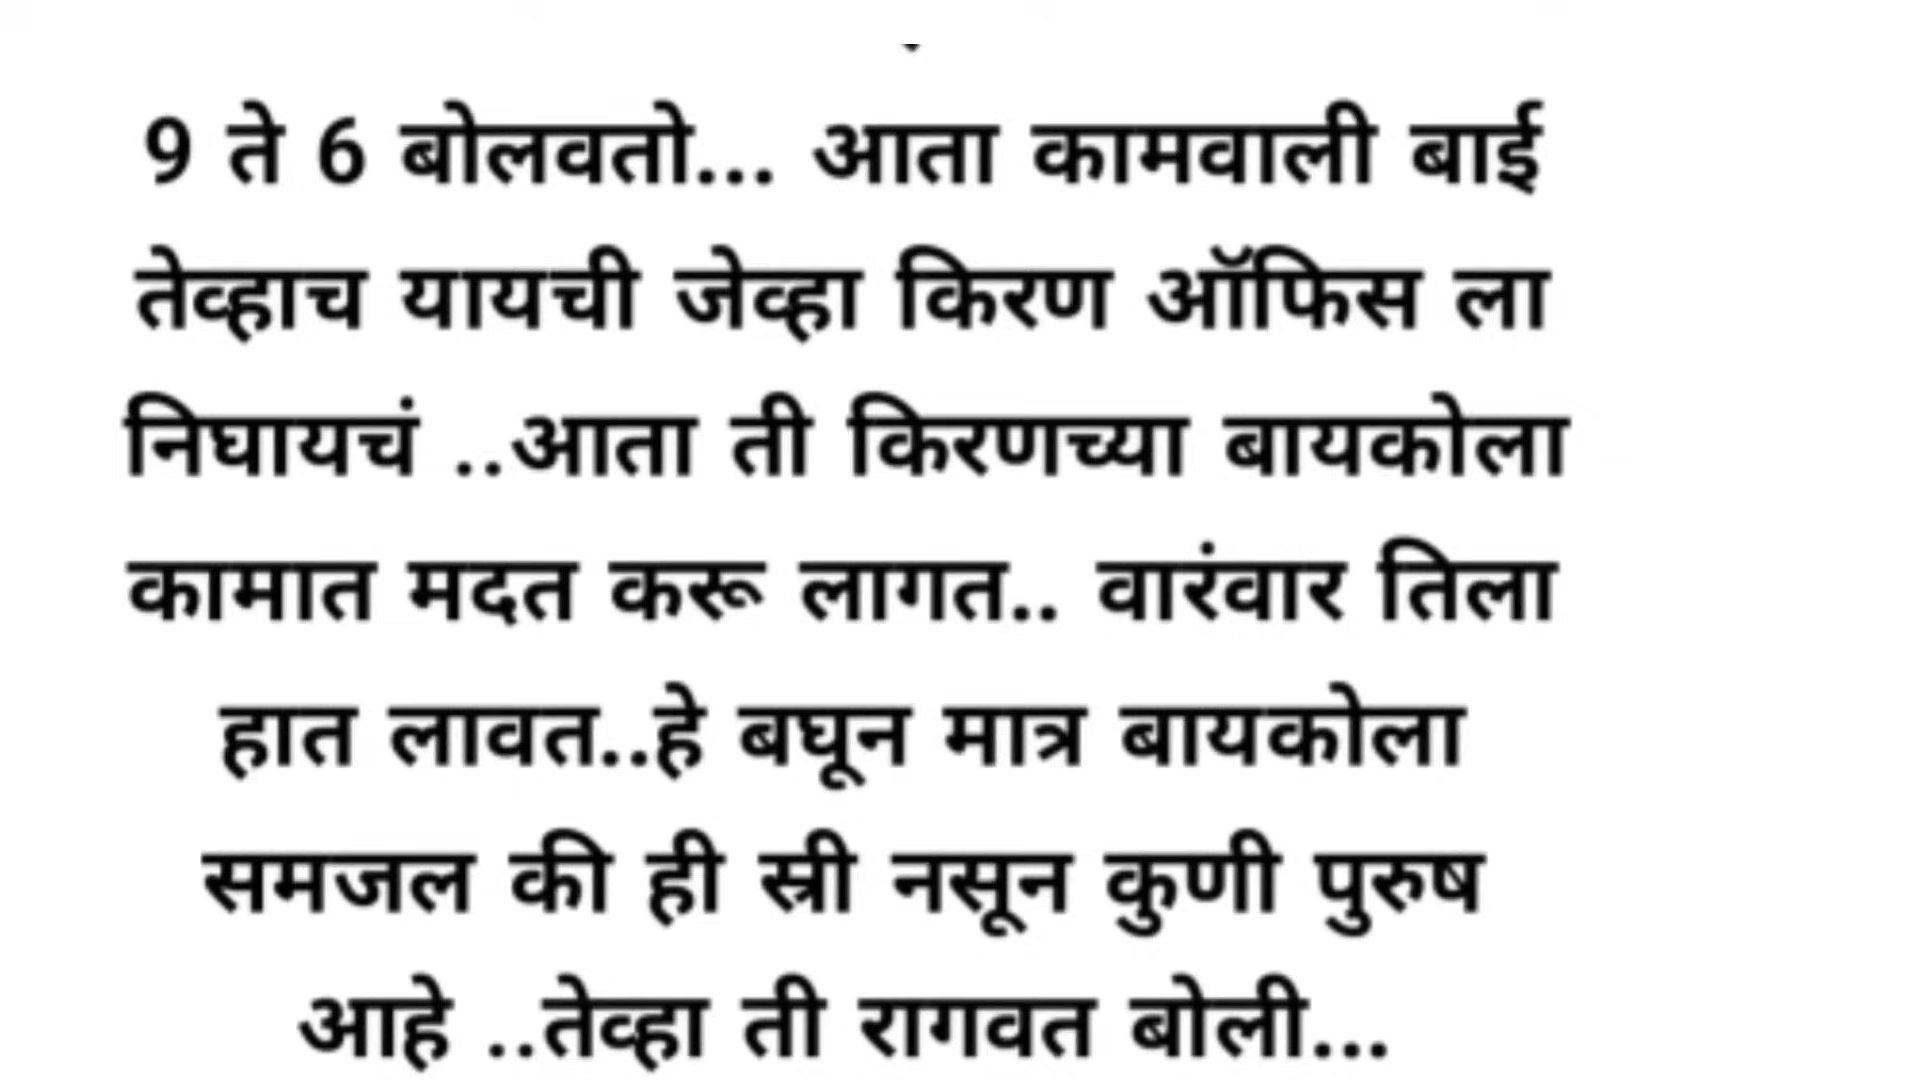 9 ते 6 बोलवतो... आता कामवाली बाई
तेव्हाच यायची जेव्हा किरण ऑफिस ला
निघायचं ..आता ती किरणच्या बायकोला
कामात मदत करू लागत.. वारंवार तिला
हात लावत..हे बघून मात्र बायकोला
समजल की ही स्री नसून कुणी पुरुष
आहे ..तेव्हा ती रागवत बोली...